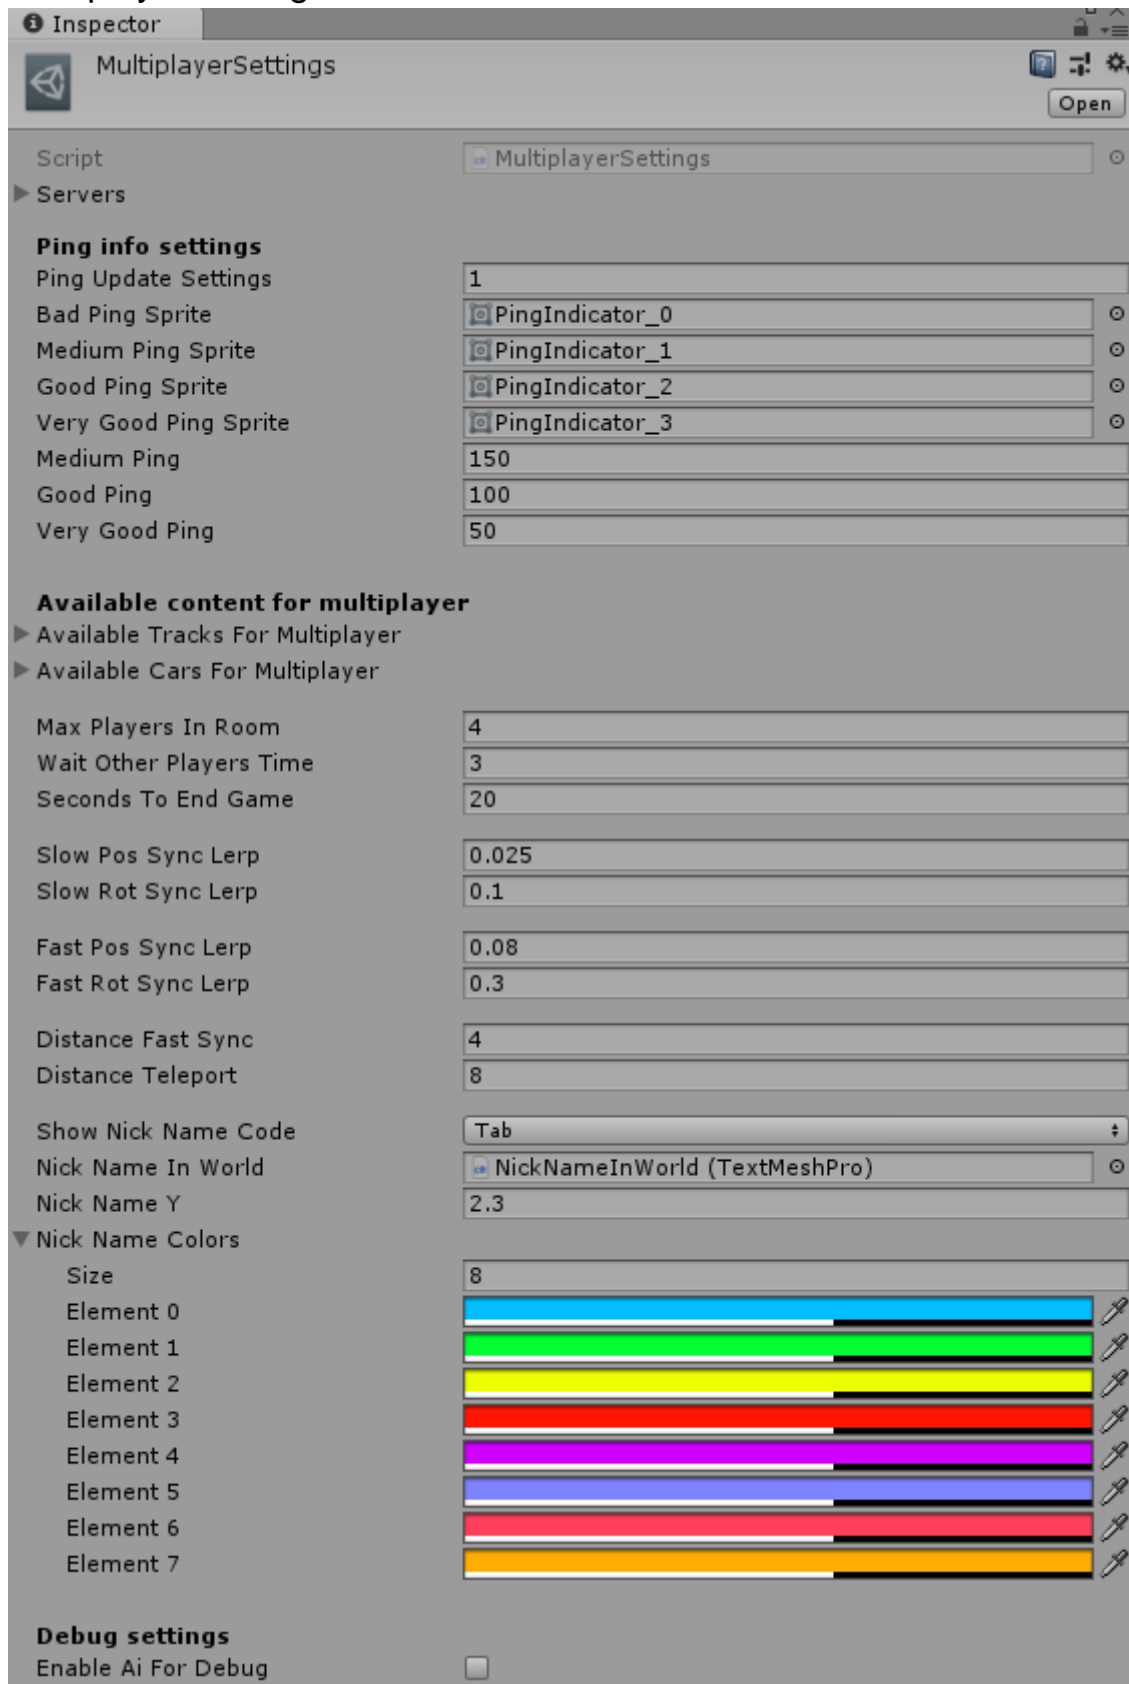 Inspector
MultiplayerSettings
Open
Script MultiplayerSettings
Servers
Ping info settings
Ping Update Settings 1
Bad Ping Sprite PingIndicator_0
Medium Ping Sprite PingIndicator_1
Good Ping Sprite PingIndicator_2
Very Good Ping Sprite PingIndicator_3
Medium Ping 150
Good Ping 100
Very Good Ping 50
Available content for multiplayer
Available Tracks For Multiplayer
Available Cars For Multiplayer
Max Players In Room 4
Wait Other Players Time 3
Seconds To End Game 20
Slow Pos Sync Lerp 0.025
Slow Rot Sync Lerp 0.1
Fast Pos Sync Lerp 0.08
Fast Rot Sync Lerp 0.3
Distance Fast Sync 4
Distance Teleport 8
Show Nick Name Code Tab
Nick Name In World NickNameInWorld (TextMeshPro)
Nick Name Y 2.3
Nick Name Colors
Size 8
Element 0
Element 1
Element 2
Element 3
Element 4
Element 5
Element 6
Element 7
Debug settings
Enable Ai For Debug